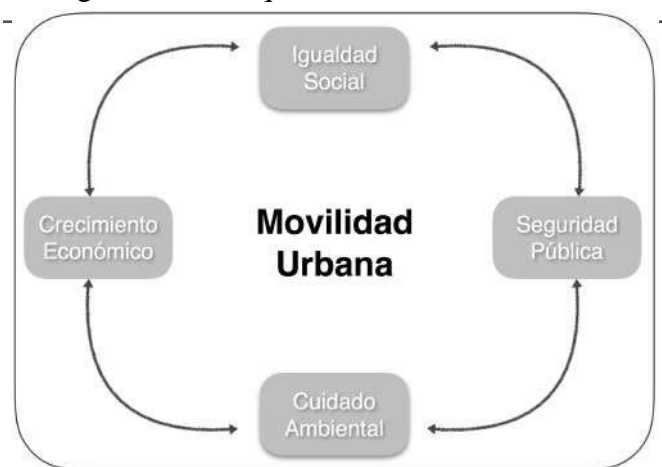 Igualdad
Social
Crecimiento
Económico
Movilidad
Urbana
Seguridad
Pública
Cuidado
Ambiental